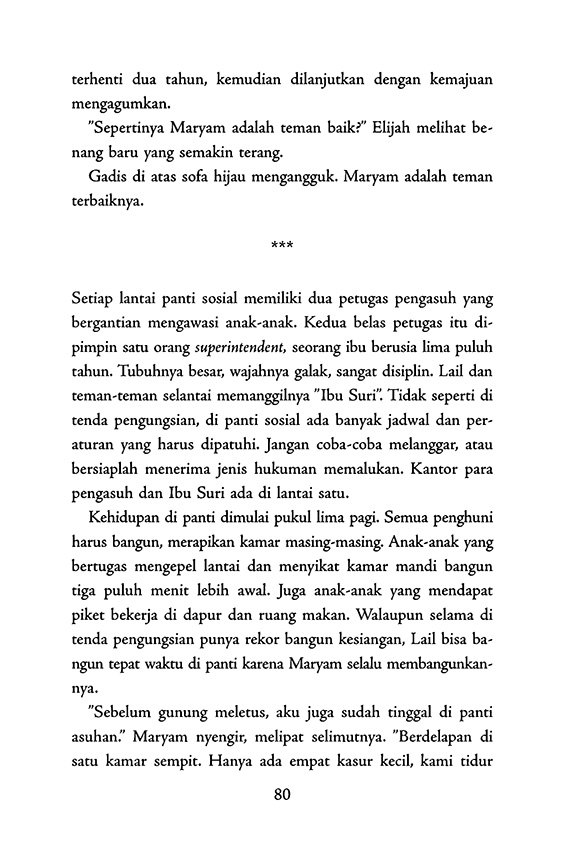 terhenti dua tahun, kemudian dilanjutkan dengan kemajuan
mengagumkan.
"Sepertinya Maryam adalah teman baik?" Elijah melihat be-
nang baru yang semakin terang.
Gadis di atas sofa hijau mengangguk. Maryam adalah teman
terbaiknya.
***
Setiap lantai panti sosial memiliki dua petugas pengasuh yang
bergantian mengawasi anak-anak. Kedua belas petugas itu di-
pimpin satu orang superintendent, seorang ibu berusia lima puluh
tahun. Tubuhnya besar, wajahnya galak, sangat disiplin. Lail dan
teman-teman selantai memanggilnya "Ibu Suri". Tidak seperti di
tenda pengungsian, di panti sosial ada banyak jadwal dan per-
aturan yang harus dipatuhi. Jangan coba-coba melanggar, atau
bersiaplah menerima jenis hukuman memalukan. Kantor para
pengasuh dan Ibu Suri ada di lantai satu.
Kehidupan di panti dimulai pukul lima pagi. Semua penghuni
harus bangun, merapikan kamar masing-masing. Anak-anak yang
bertugas mengepel lantai dan menyikat kamar mandi bangun
tiga puluh menit lebih awal. Juga anak-anak yang mendapat
piket bekerja di dapur dan ruang makan. Walaupun selama di
tenda pengungsian punya rekor bangun kesiangan, Lail bisa ba-
ngun tepat waktu di panti karena Maryam selalu membangunkan-
nya.
"Sebelum gunung meletus, aku juga sudah tinggal di panti
asuhan." Maryam nyengir, melipat selimutnya. "Berdelapan di
satu kamar sempit. Hanya ada empat kasur kecil, kami tidur
80